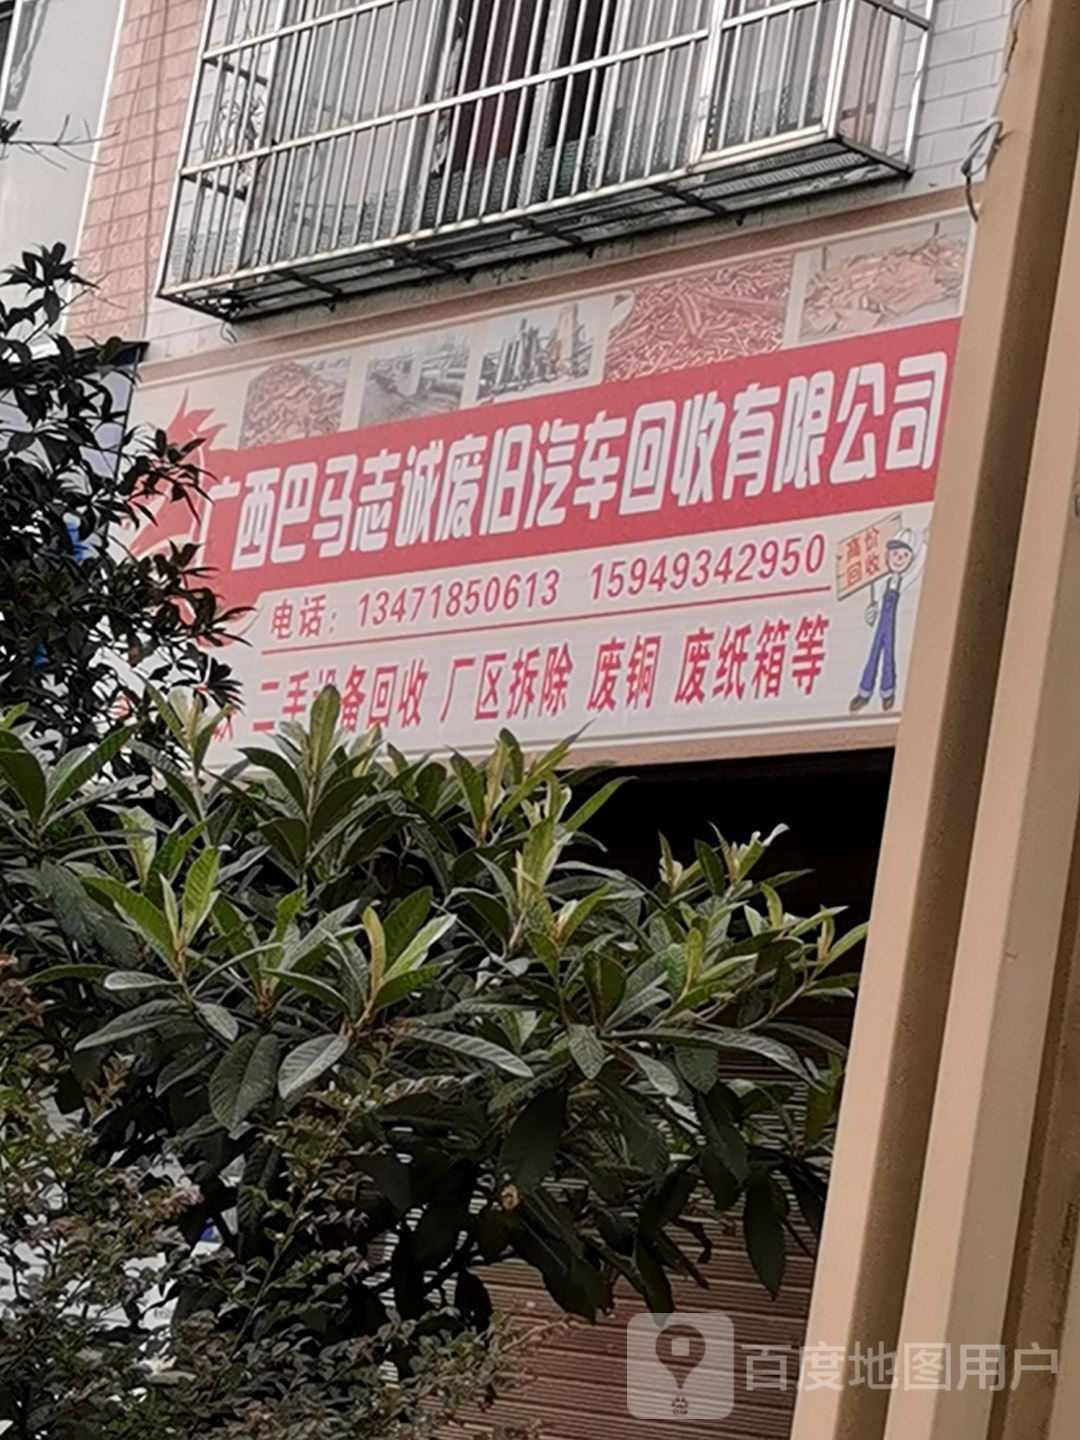 广西巴马志诚废旧汽车回收有限公司
高价
回收
电话：13471850613 15949342950
二手设备回收 厂区拆除 废铜 废纸箱等
百度地图用户